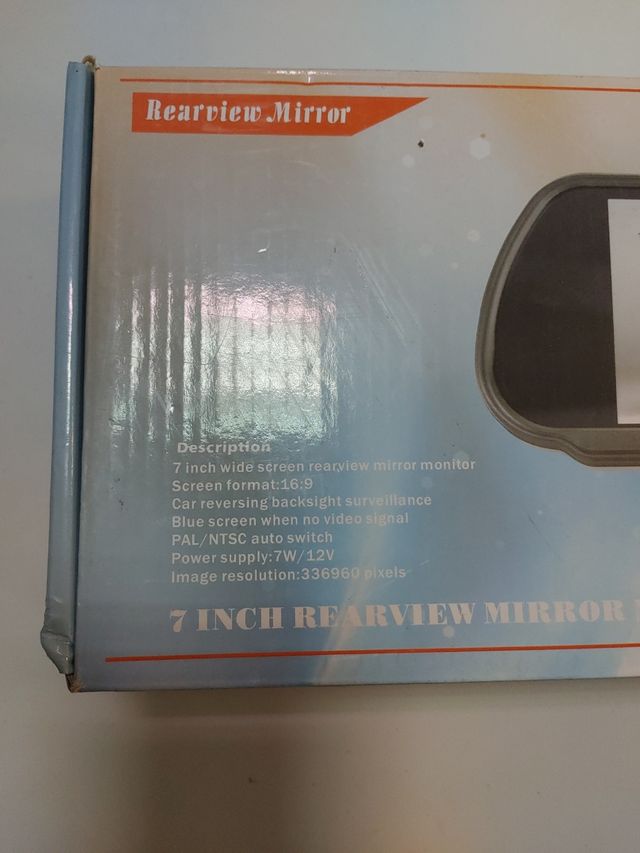 Rearview Mirror
Description
7 inch wide screen rearview mirror monitor
Screen format:16:9
Car reversing backsight surveillance
Blue screen when no video signal
PAL/NTSC auto switch
Power supply:7W/12V
Image resolution:336960 pixels
7 INCH REARVIEW MIRROR